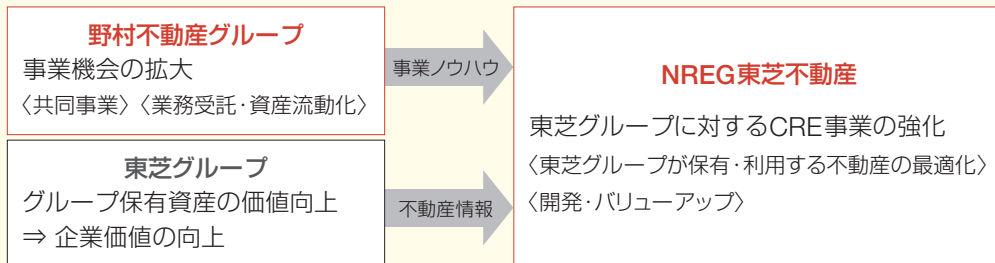 野村不動産グループ
事業機会の拡大
〈共同事業〉〈業務受託・資産流動化〉
事業ノウハウ
東芝グループ
グループ保有資産の価値向上
⇒ 企業価値の向上
不動産情報
NREG東芝不動産
東芝グループに対するCRE事業の強化
〈東芝グループが保有・利用する不動産の最適化〉
〈開発・バリューアップ〉